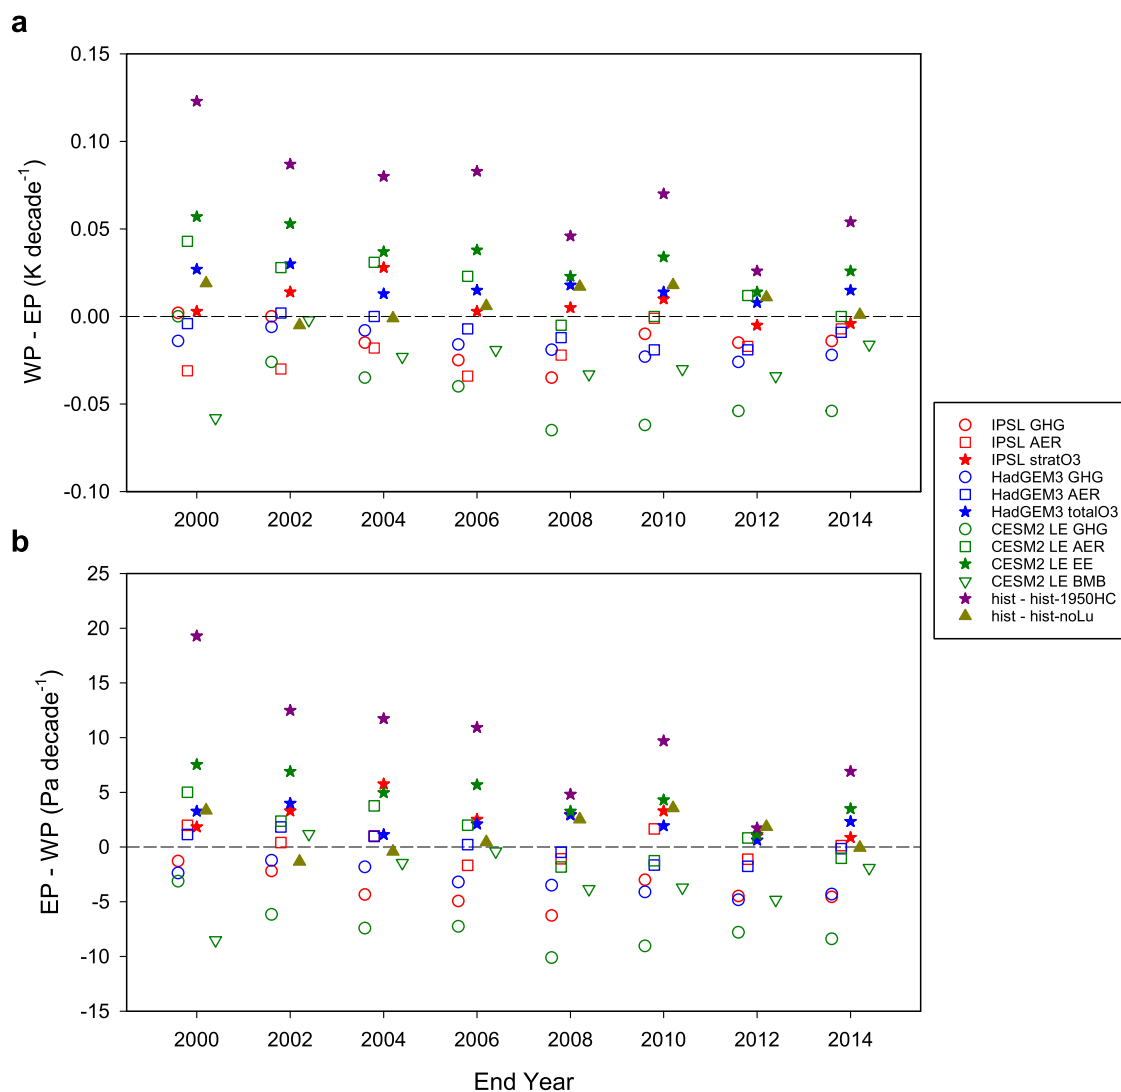 a
0.15
0.10
0.05
0.00
-0.05
-0.10
WP - EP (K decade⁻¹)
2000 2002 2004 2006 2008 2010 2012 2014
IPSL GHG
IPSL AER
IPSL stratO3
HadGEM3 GHG
HadGEM3 AER
HadGEM3 totalO3
CESM2 LE GHG
CESM2 LE AER
CESM2 LE EE
CESM2 LE BMB
hist - hist-1950HC
hist - hist-noLu
b
25
20
15
10
5
0
-5
-10
-15
EP - WP (Pa decade⁻¹)
2000 2002 2004 2006 2008 2010 2012 2014
End Year